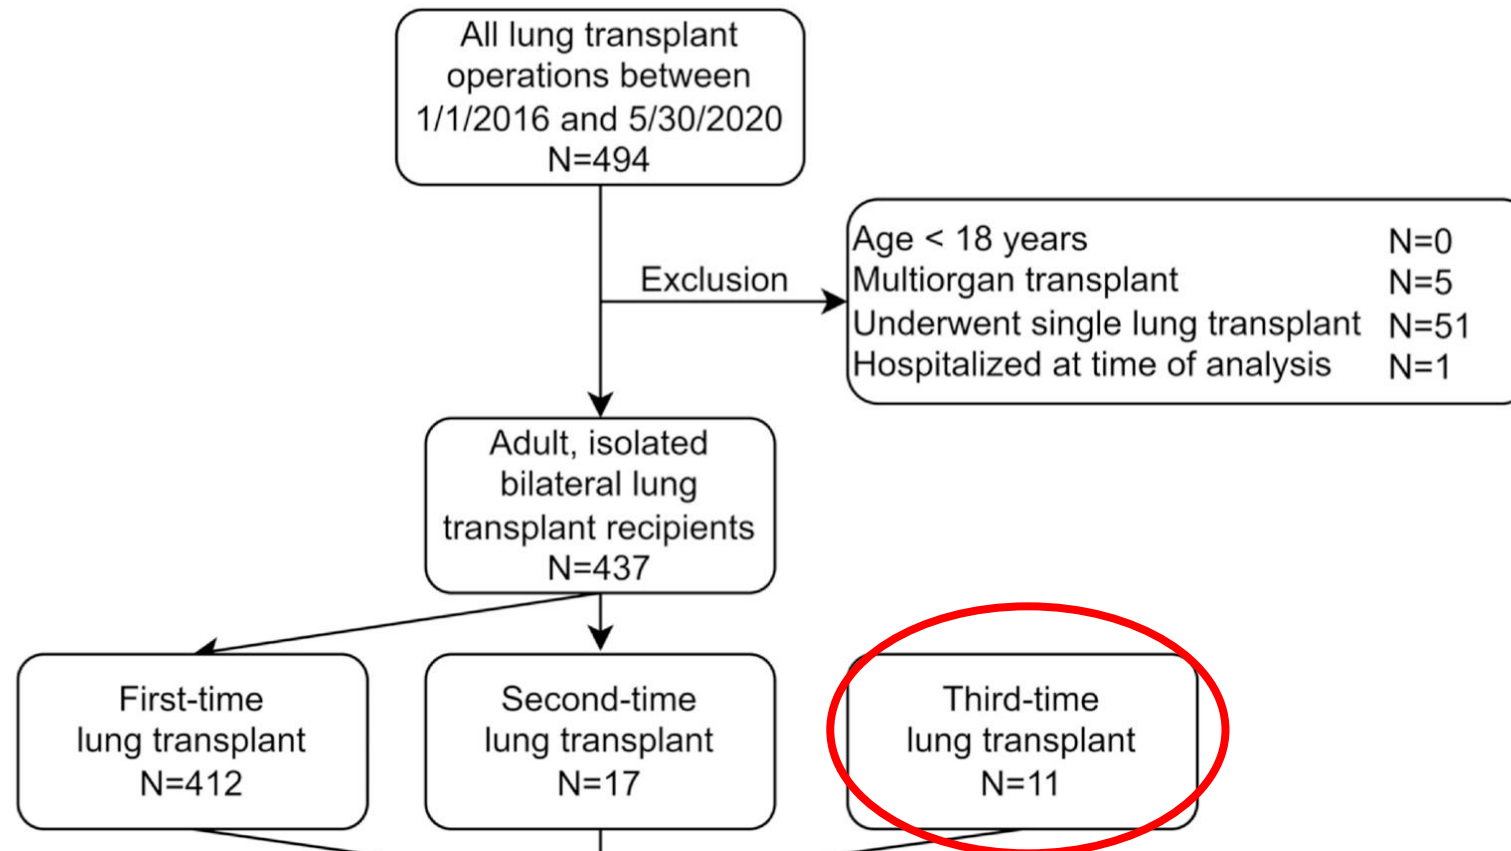 All lung transplant
operations between
1/1/2016 and 5/30/2020
N=494
Exclusion
Age < 18 years N=0
Multiorgan transplant N=5
Underwent single lung transplant N=51
Hospitalized at time of analysis N=1
Adult, isolated
bilateral lung
transplant recipients
N=437
First-time
lung transplant
N=412
Second-time
lung transplant
N=17
Third-time
lung transplant
N=11